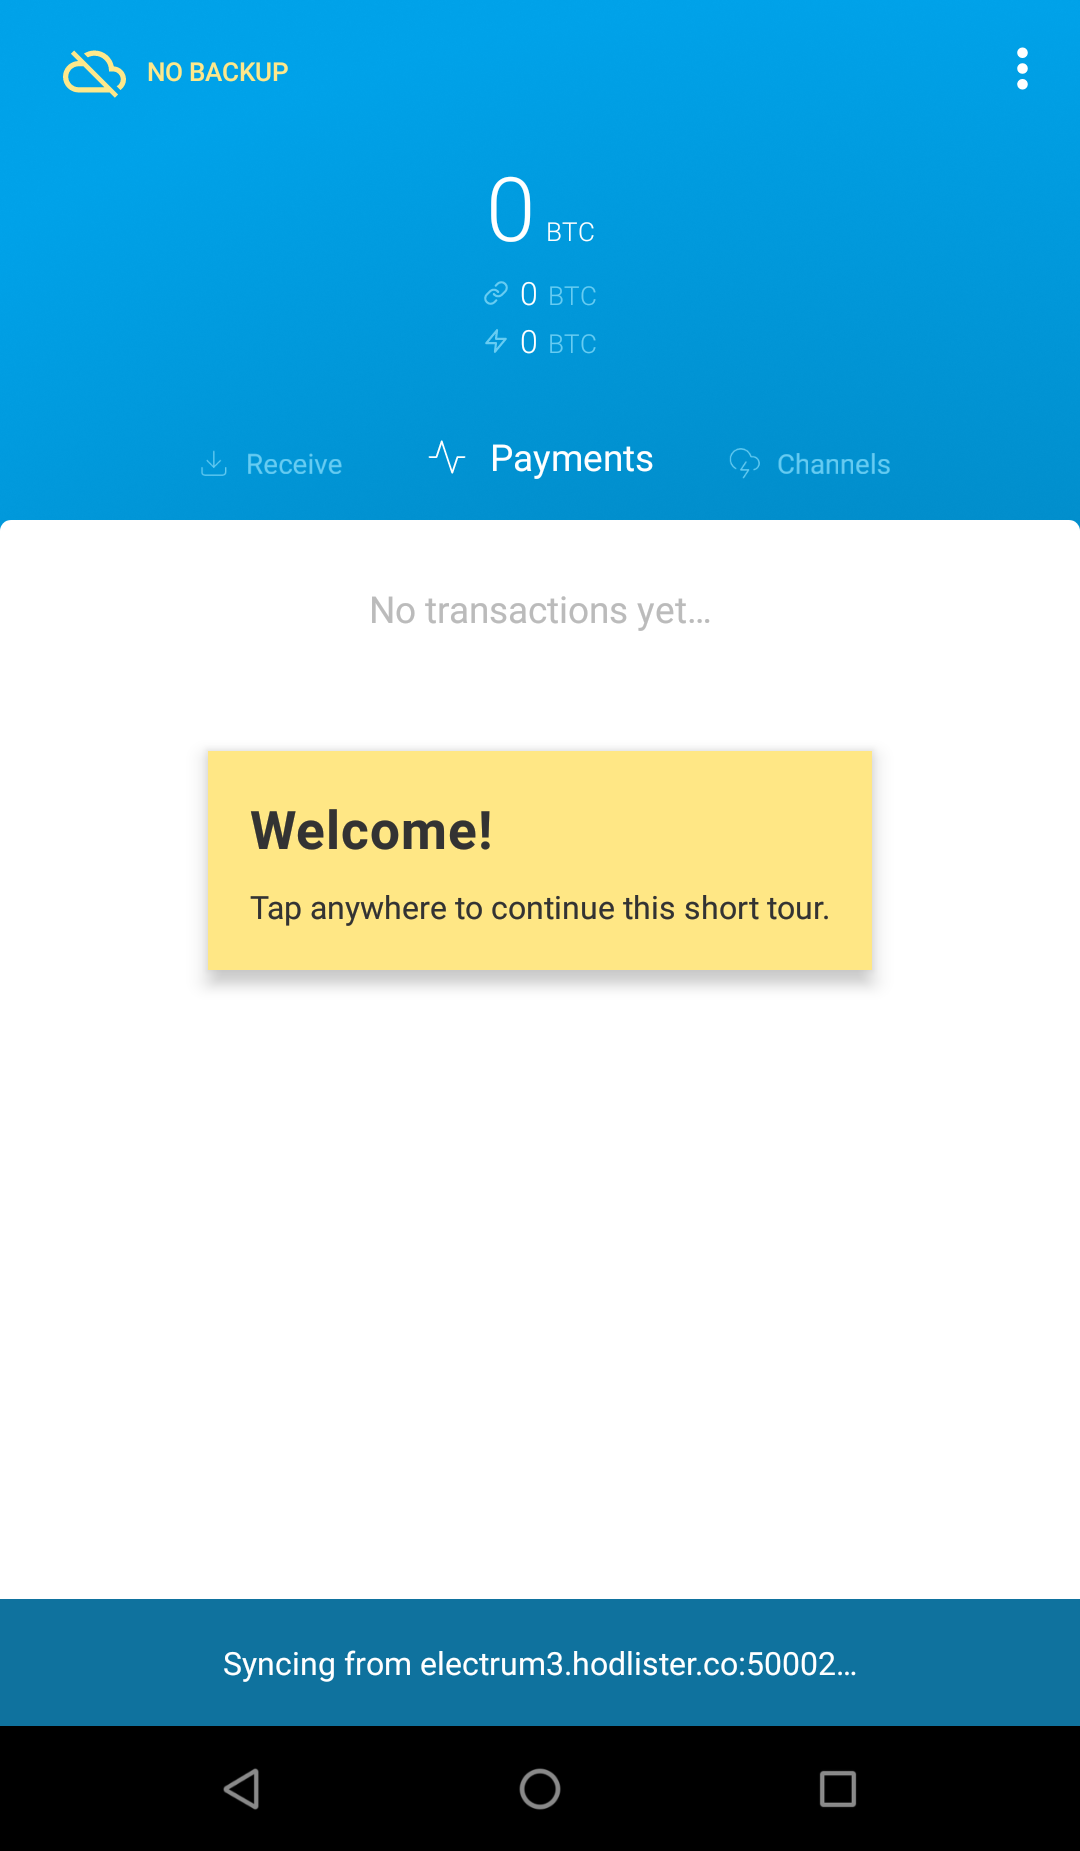 NO BACKUP
0 BTC
0 BTC
0 BTC
Receive Payments Channels
No transactions yet…
Welcome!
Tap anywhere to continue this short tour.
Syncing from electrum3.hodlister.co:50002…